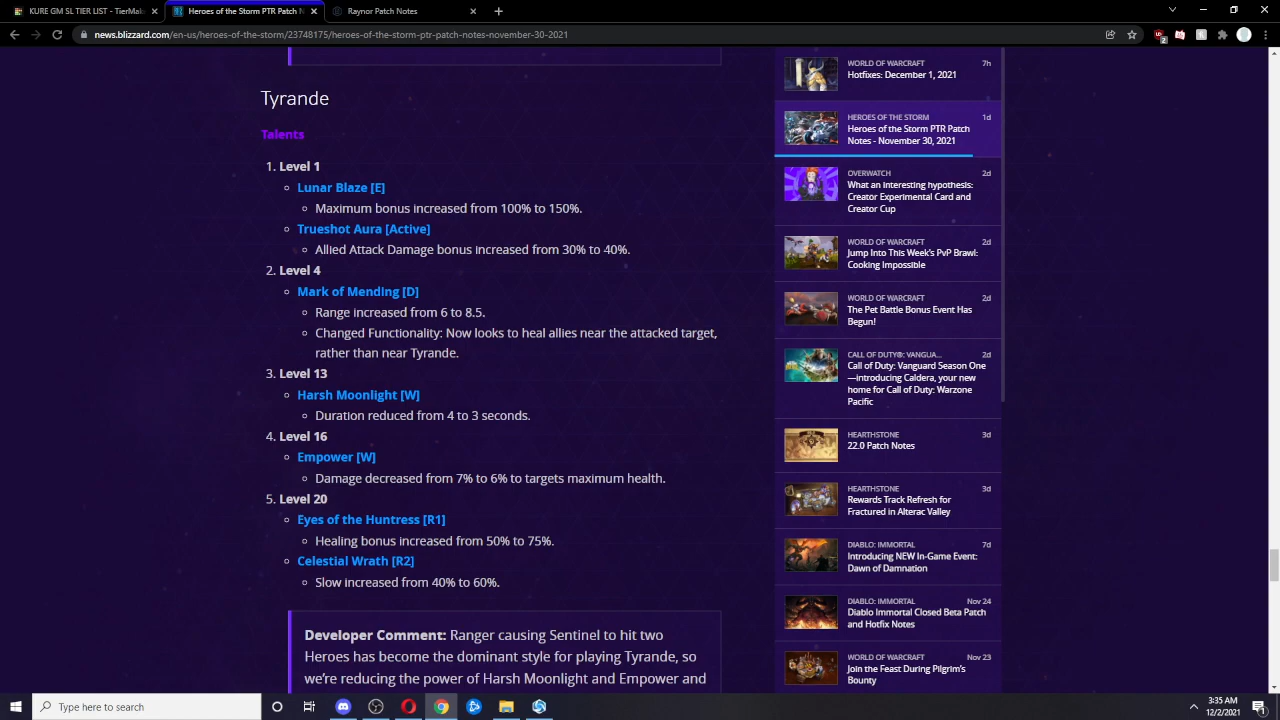 KURE GM SL TIER LIST - TierMak
Heroes of the Storm PTR Patch N
Raynor Patch Notes
news.blizzard.com/en-us/heroes-of-the-storm/23748175/heroes-of-the-storm-ptr-patch-notes-november-30-2021
2
Tyrande
Talents
1. Level 1
Lunar Blaze [E]
Maximum bonus increased from 100% to 150%.
Trueshot Aura [Active]
Allied Attack Damage bonus increased from 30% to 40%.
2. Level 4
Mark of Mending [D]
Range increased from 6 to 8.5.
Changed Functionality: Now looks to heal allies near the attacked target,
rather than near Tyrande.
3. Level 13
Harsh Moonlight [W]
Duration reduced from 4 to 3 seconds.
4. Level 16
Empower [W]
Damage decreased from 7% to 6% to targets maximum health.
5. Level 20
Eyes of the Huntress [R1]
Healing bonus increased from 50% to 75%.
Celestial Wrath [R2]
Slow increased from 40% to 60%.
Developer Comment: Ranger causing Sentinel to hit two
Heroes has become the dominant style for playing Tyrande, so
we're reducing the power of Harsh Moonlight and Empower and
WORLD OF WARCRAFT 7h
Hotfixes: December 1, 2021
HEROES OF THE STORM 1d
Heroes of the Storm PTR Patch
Notes - November 30, 2021
OVERWATCH 2d
What an interesting hypothesis:
Creator Experimental Card and
Creator Cup
WORLD OF WARCRAFT 2d
Jump Into This Week's PvP Brawl:
Cooking Impossible
WORLD OF WARCRAFT 2d
The Pet Battle Bonus Event Has
Begun!
CALL OF DUTY®: VANGUA... 2d
Call of Duty: Vanguard Season One
—introducing Caldera, your new
home for Call of Duty: Warzone
Pacific
HEARTHSTONE 3d
22.0 Patch Notes
HEARTHSTONE 3d
Rewards Track Refresh for
Fractured in Alterac Valley
DIABLO: IMMORTAL 7d
Introducing NEW In-Game Event:
Dawn of Damnation
DIABLO: IMMORTAL Nov 24
Diablo Immortal Closed Beta Patch
and Hotfix Notes
WORLD OF WARCRAFT Nov 23
Join the Feast During Pilgrim's
Bounty
Type here to search
3:35 AM
12/2/2021
1